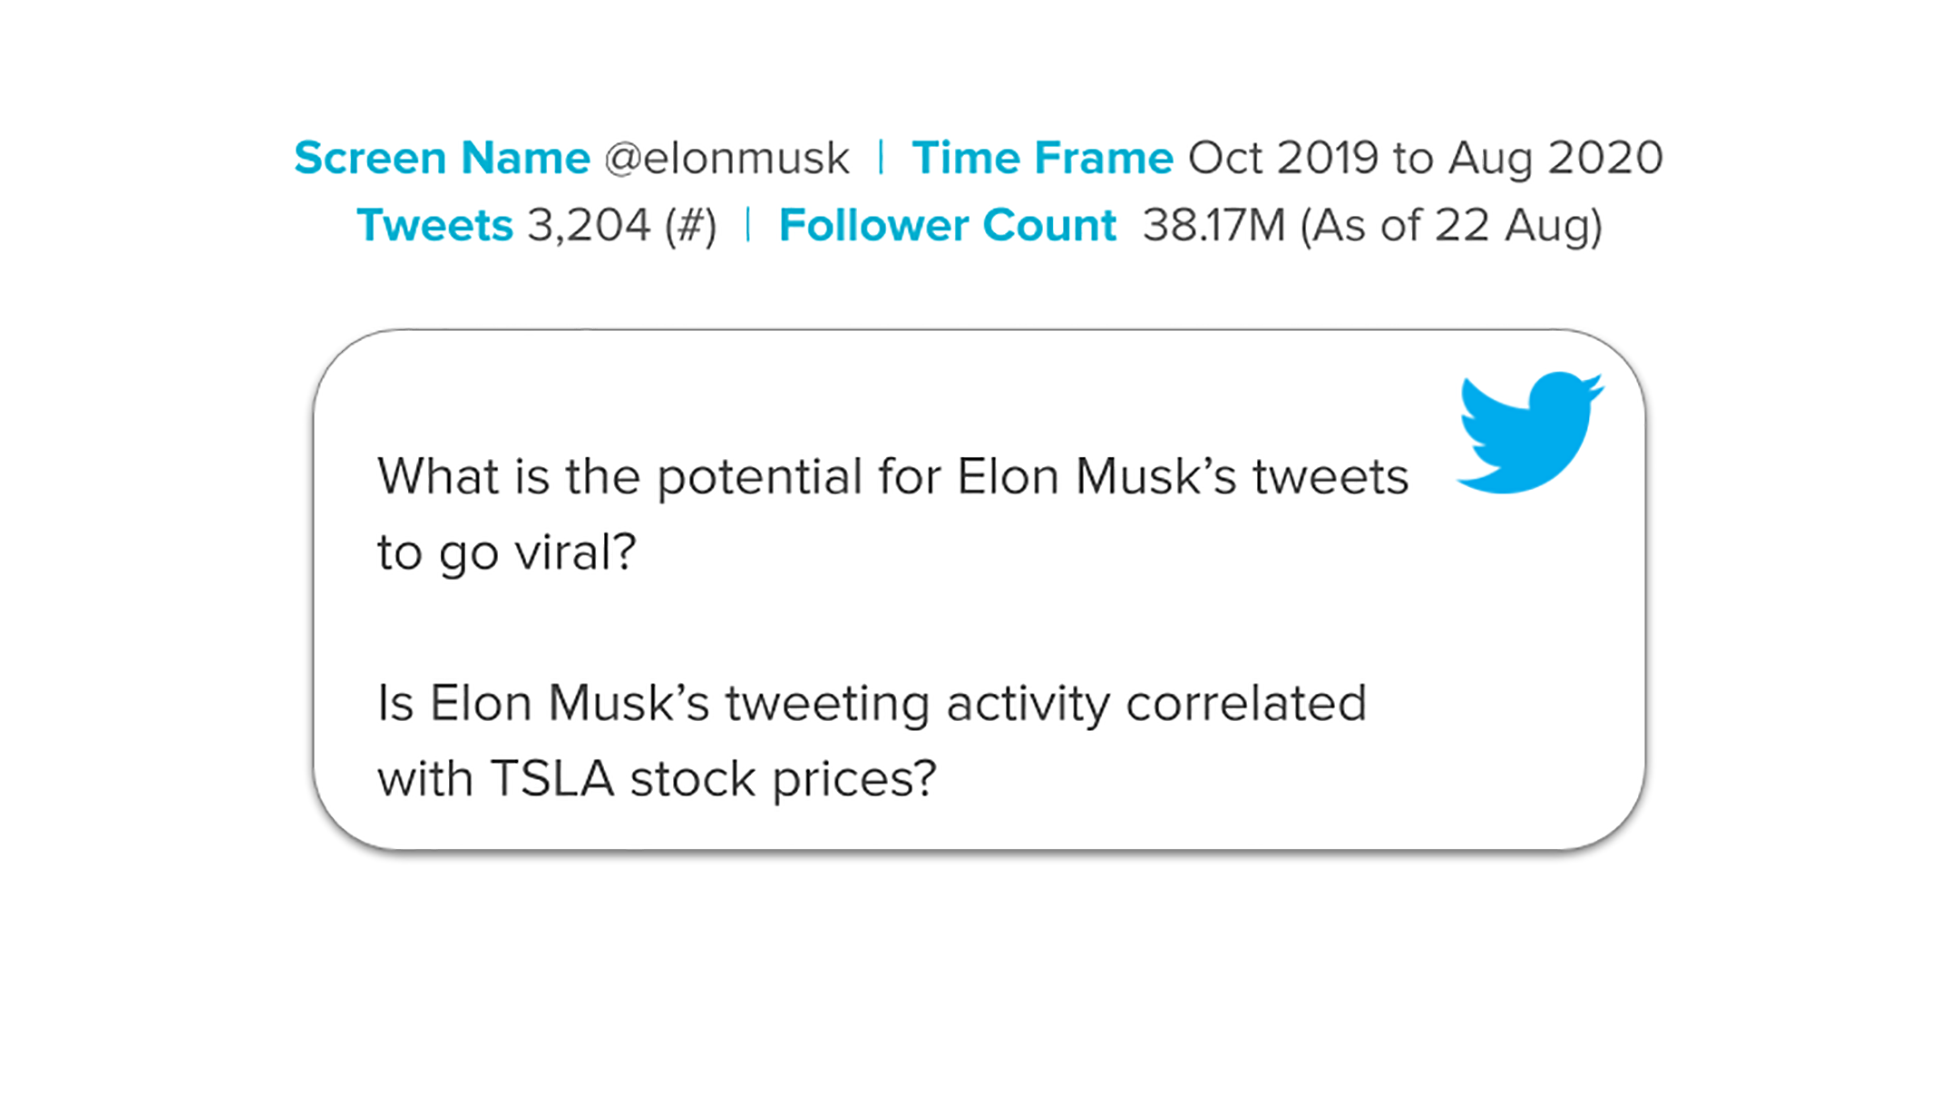 Screen Name @elonmusk | Time Frame Oct 2019 to Aug 2020
Tweets 3,204 (#) | Follower Count 38.17M (As of 22 Aug)
What is the potential for Elon Musk’s tweets
to go viral?
Is Elon Musk’s tweeting activity correlated
with TSLA stock prices?